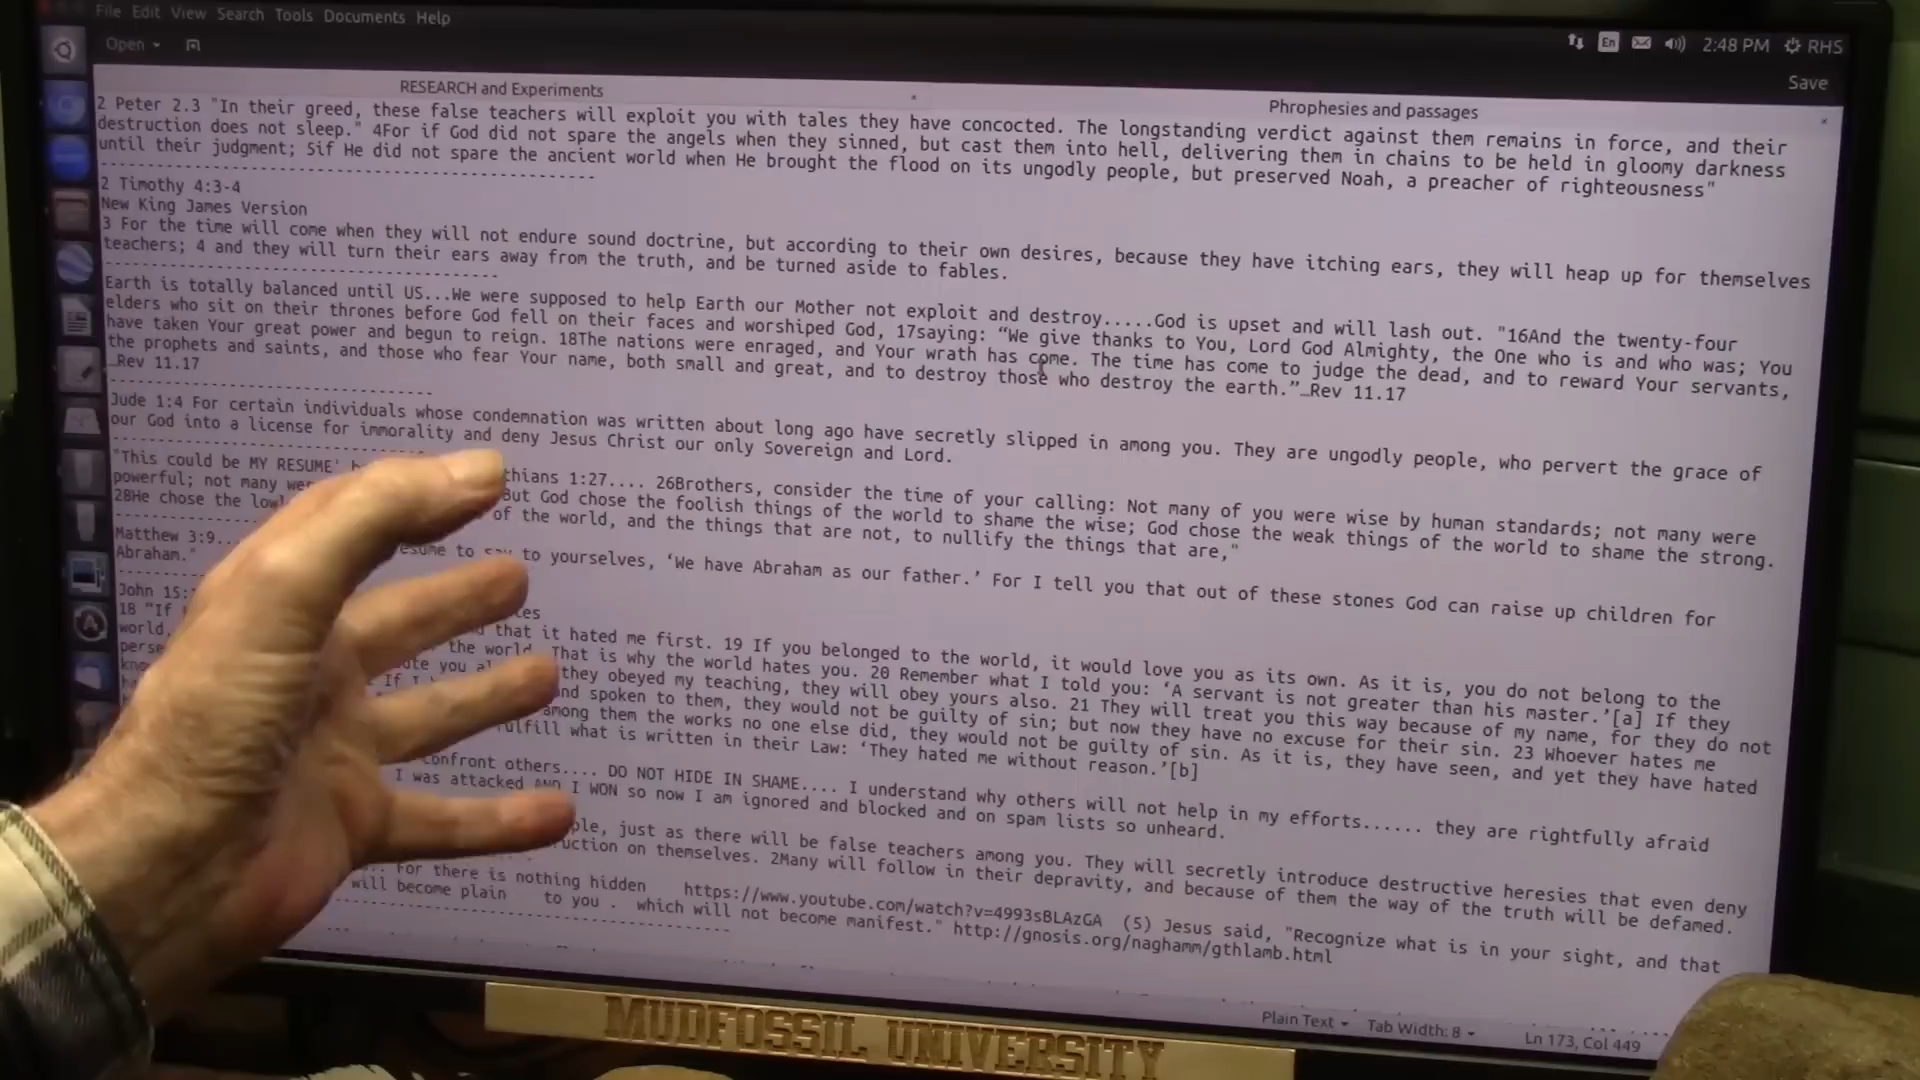 File Edit View Search Tools Documents Help
Open
En 2:48 PM RHS
Save
RESEARCH and Experiments
Phrophesies and passages
2 Peter 2.3 "In their greed, these false teachers will exploit you with tales they have concocted. The longstanding verdict against them remains in force, and their
destruction does not sleep." 4For if God did not spare the angels when they sinned, but cast them into hell, delivering them in chains to be held in gloomy darkness
until their judgment; 5if He did not spare the ancient world when He brought the flood on its ungodly people, but preserved Noah, a preacher of righteousness"
------------------------------------------------------------
2 Timothy 4:3-4
New King James Version
3 For the time will come when they will not endure sound doctrine, but according to their own desires, because they have itching ears, they will heap up for themselves
teachers; 4 and they will turn their ears away from the truth, and be turned aside to fables.
------------------------------------------------
Earth is totally balanced until US...We were supposed to help Earth our Mother not exploit and destroy.....God is upset and will lash out. "16And the twenty-four
elders who sit on their thrones before God fell on their faces and worshiped God, 17saying: “We give thanks to You, Lord God Almighty, the One who is and who was; You
have taken Your great power and begun to reign. 18The nations were enraged, and Your wrath has come. The time has come to judge the dead, and to reward Your servants,
the prophets and saints, and those who fear Your name, both small and great, and to destroy those who destroy the earth.”_Rev 11.17
_Rev 11.17
---------------------------------------
Jude 1:4 For certain individuals whose condemnation was written about long ago have secretly slipped in among you. They are ungodly people, who pervert the grace of
our God into a license for immorality and deny Jesus Christ our only Sovereign and Lord.
---------------------------------------
"This could be MY RESUME' thians 1:27.... 26Brothers, consider the time of your calling: Not many of you were wise by human standards; not many were
powerful; not many But God chose the foolish things of the world to shame the wise; God chose the weak things of the world to shame the strong.
28He chose the of the world, and the things that are not, to nullify the things that are,"
Matthew 3:9... to say to yourselves, ‘We have Abraham as our father.’ For I tell you that out of these stones God can raise up children for
Abraham."
John 15:
18 “If that it hated me first. 19 If you belonged to the world, it would love you as its own. As it is, you do not belong to the
world, the world. That is why the world hates you. 20 Remember what I told you: ‘A servant is not greater than his master.’[a] If they
you they obeyed my teaching, they will obey yours also. 21 They will treat you this way because of my name, for they do not
If I and spoken to them, they would not be guilty of sin; but now they have no excuse for their sin. 23 Whoever hates me
among them the works no one else did, they would not be guilty of sin. As it is, they have seen, and yet they have hated
fulfill what is written in their Law: ‘They hated me without reason.’[b]
confront others.... DO NOT HIDE IN SHAME.... I understand why others will not help in my efforts...... they are rightfully afraid
I was attacked AND I WON so now I am ignored and blocked and on spam lists so unheard.
just as there will be false teachers among you. They will secretly introduce destructive heresies that even deny
on themselves. 2Many will follow in their depravity, and because of them the way of the truth will be defamed.
For there is nothing hidden https://www.youtube.com/watch?v=4993sBLAzGA (5) Jesus said, "Recognize what is in your sight, and that
will become plain to you . which will not become manifest." http://gnosis.org/naghamm/gthlamb.html
Plain Text Tab Width: 8 Ln 173, Col 449
MUDFOSSIL UNIVERSITY